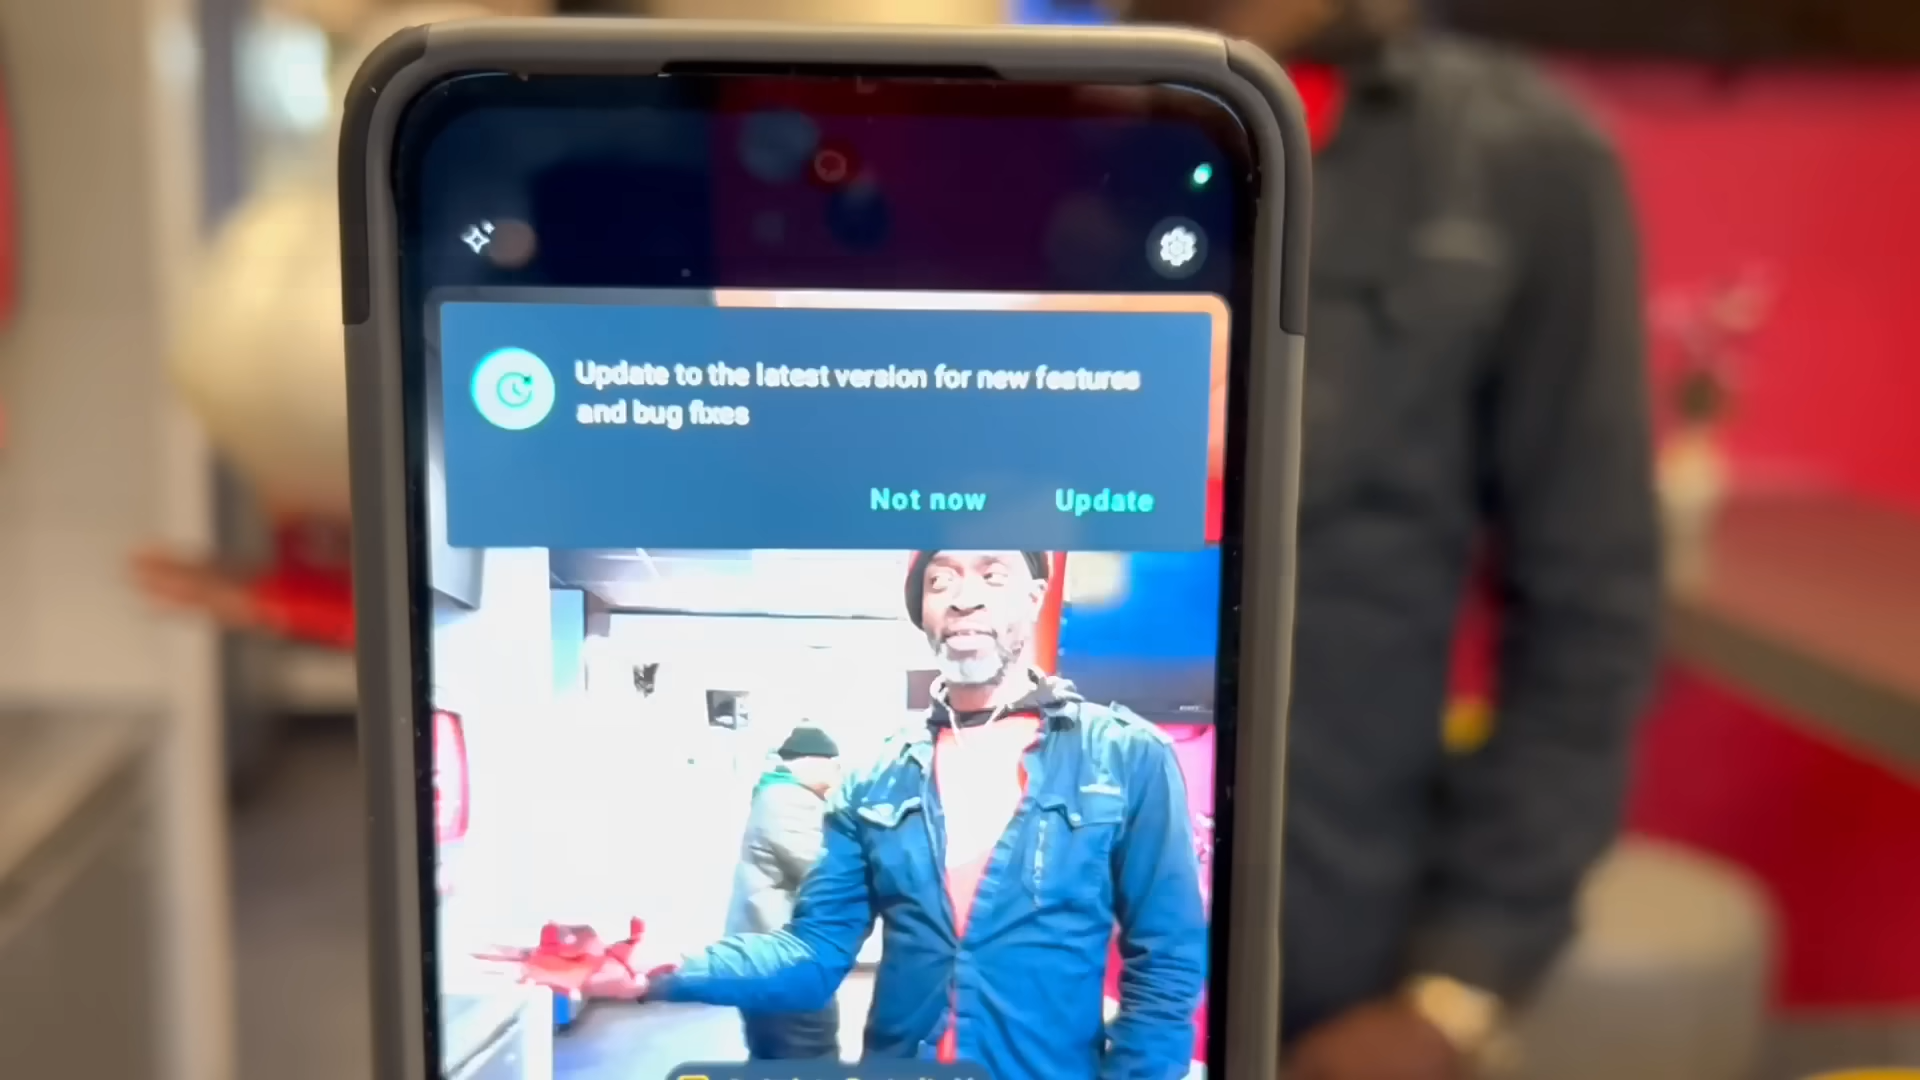 Update to the latest version for new features
and bug fixes
Not now
Update